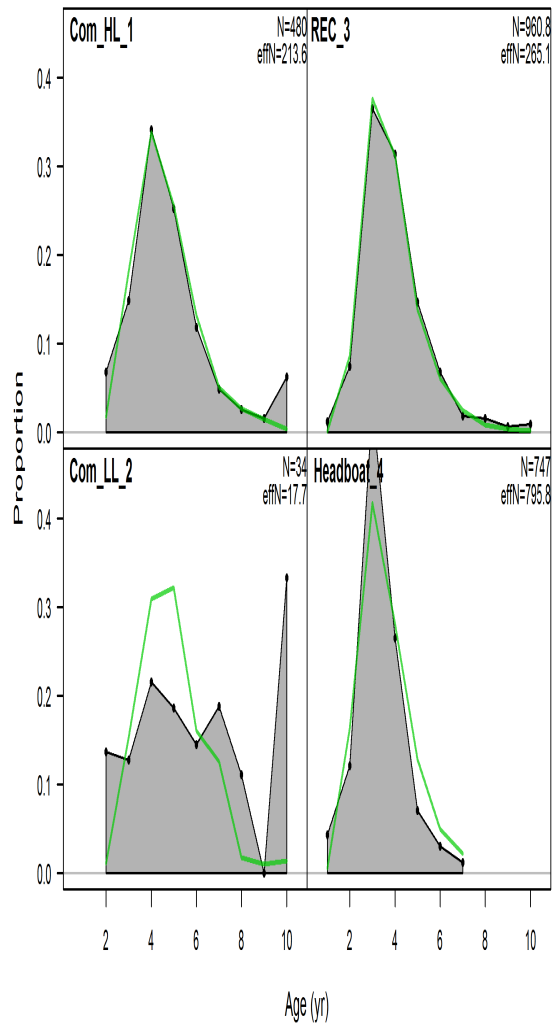 Com_HL_1
N=480
effN=213.6
REC_3
N=960.8
effN=265.1
0.4
0.3
0.2
0.1
0.0
Com_LL_2
N=34
effN=17.7
Headboat_4
N=747
effN=795.8
0.4
0.3
0.2
0.1
0.0
Proportion
2 4 6 8 10 2 4 6 8 10
Age (yr)